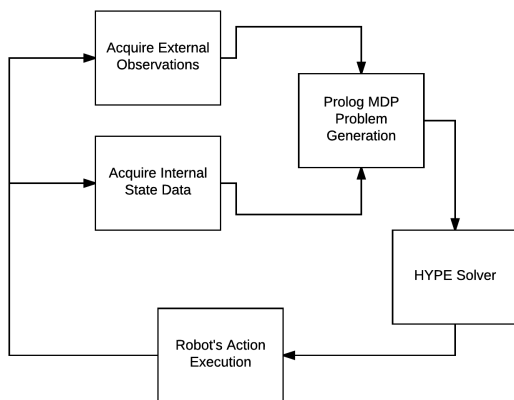 Acquire External
Observations
Prolog MDP
Problem
Generation
Acquire Internal
State Data
HYPE Solver
Robot's Action
Execution